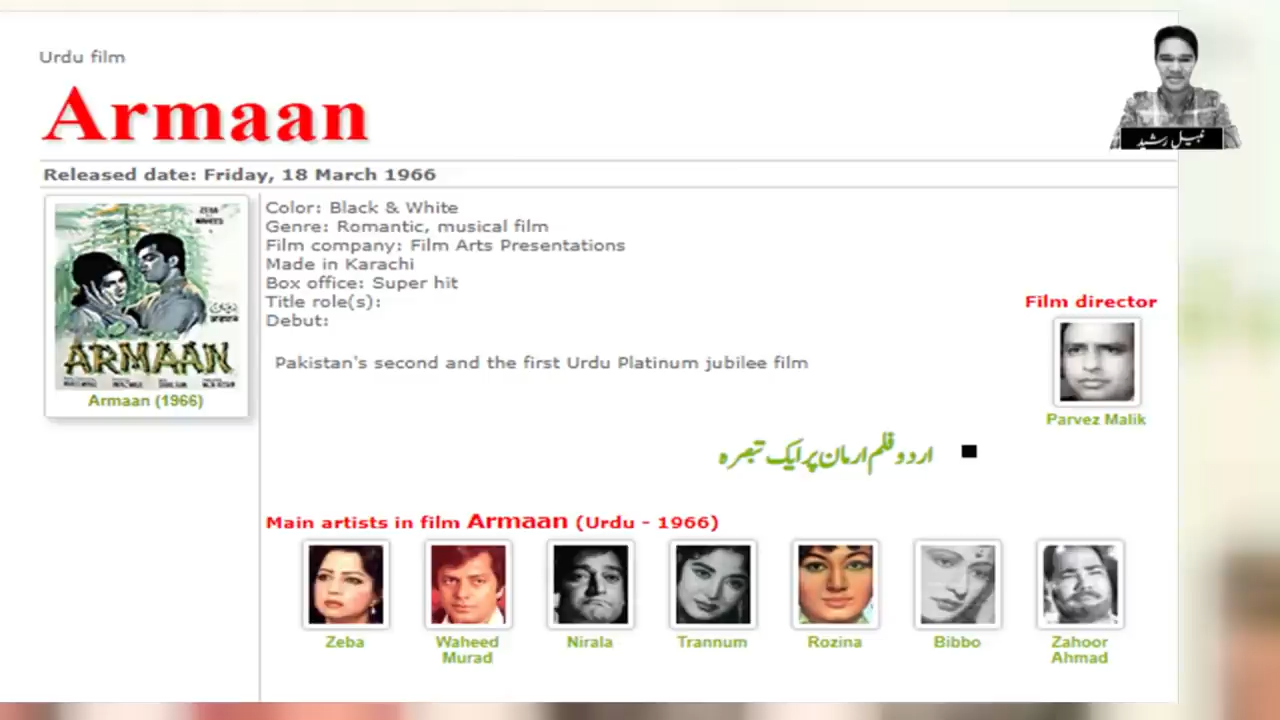 Urdu film
Armaan
نبیل رشید
Released date: Friday, 18 March 1966
ZEBA
WAHEED
ARMAAN
Armaan (1966)
Color: Black & White
Genre: Romantic, musical film
Film company: Film Arts Presentations
Made in Karachi
Box office: Super hit
Title role(s):
Debut:
Pakistan's second and the first Urdu Platinum jubilee film
Film director
Parvez Malik
اردو فلم ارمان پر ایک تبصرہ
Main artists in film Armaan (Urdu - 1966)
Zeba
Waheed Murad
Nirala
Trannum
Rozina
Bibbo
Zahoor Ahmad